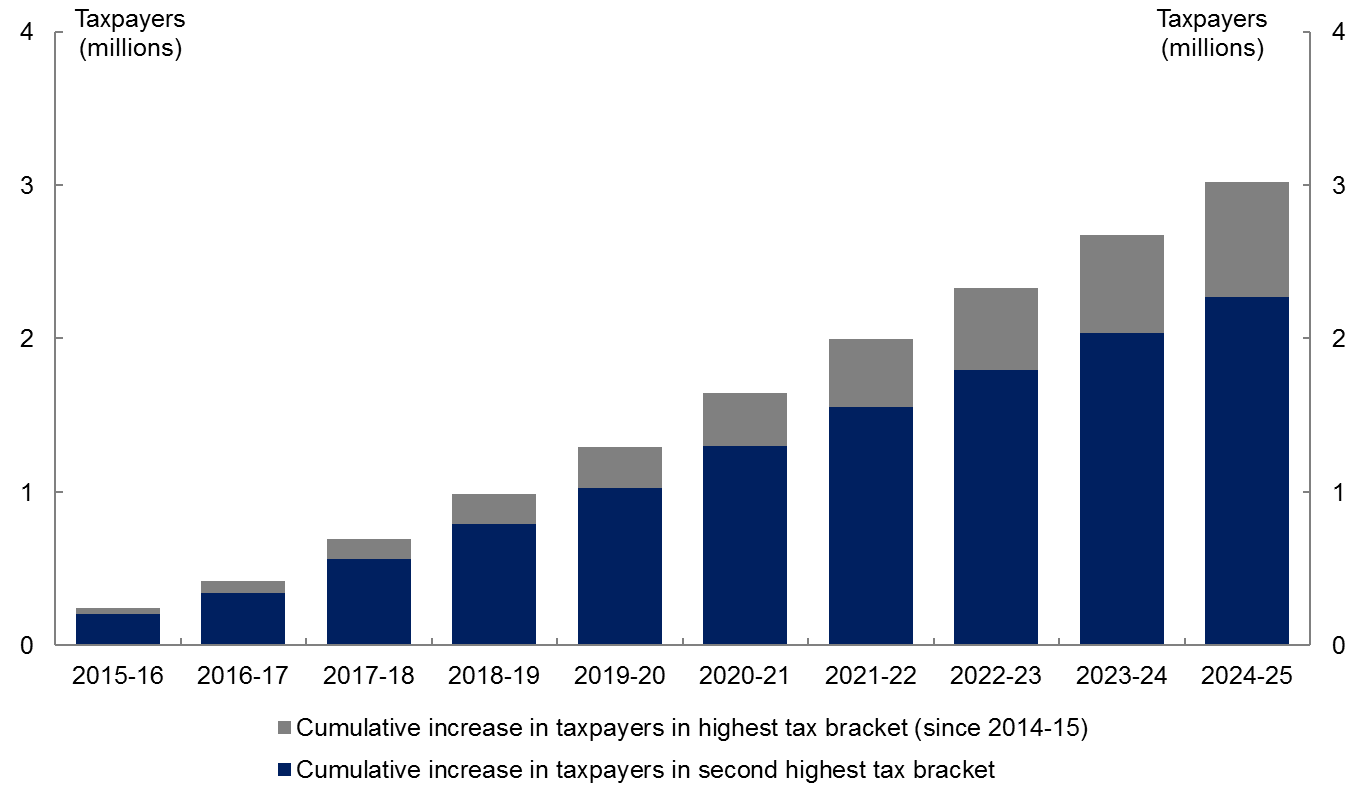 Taxpayers
(millions)
Taxpayers
(millions)
4
4
3
3
2
2
1
1
0
0
2015-16 2016-17 2017-18 2018-19 2019-20 2020-21 2021-22 2022-23 2023-24 2024-25
Cumulative increase in taxpayers in highest tax bracket (since 2014-15)
Cumulative increase in taxpayers in second highest tax bracket